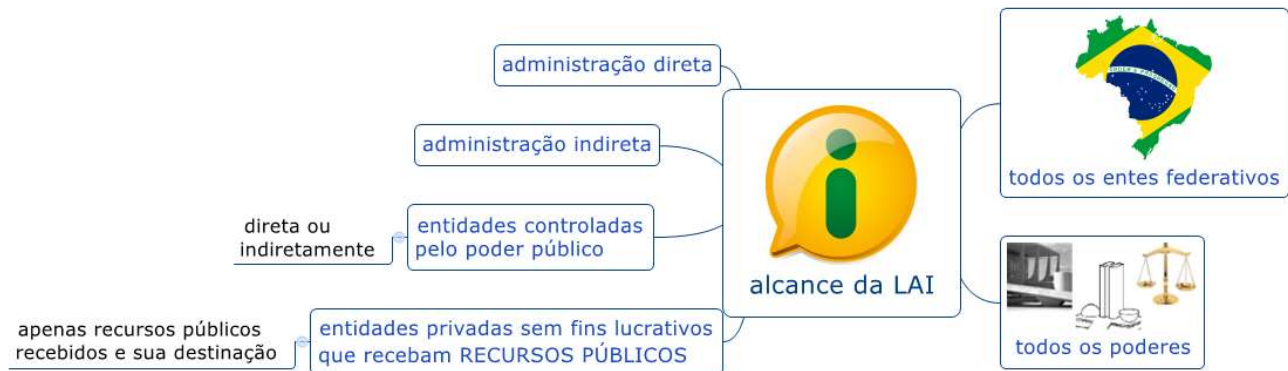 administração direta
administração indireta
direta ou
indiretamente
entidades controladas
pelo poder público
apenas recursos públicos
recebidos e sua destinação
entidades privadas sem fins lucrativos
que recebam RECURSOS PÚBLICOS
alcance da LAI
todos os entes federativos
todos os poderes